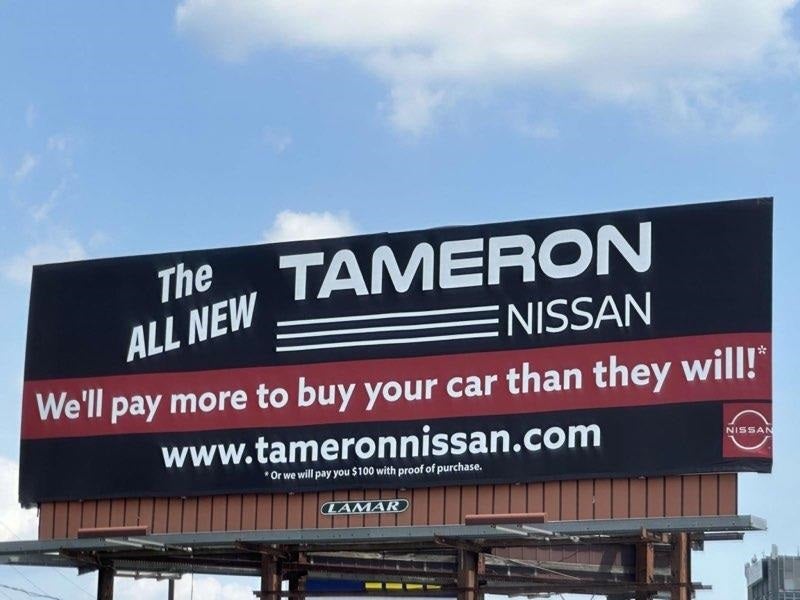 The
ALL NEW
TAMERON
NISSAN
We'll pay more to buy your car than they will!*
NISSAN
www.tameronnissan.com
* Or we will pay you $100 with proof of purchase.
LAMAR